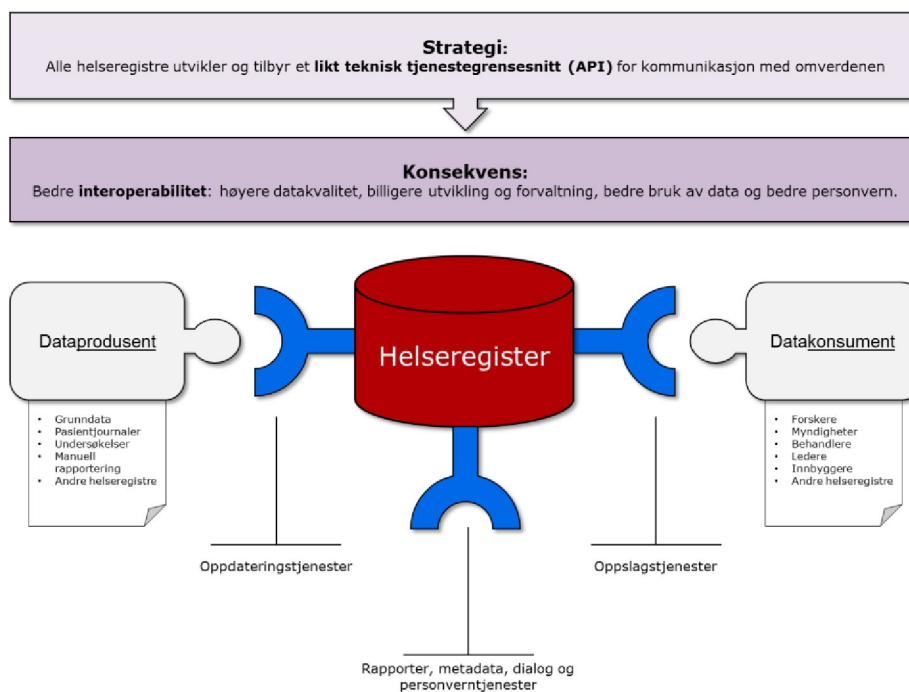 Strategi:
Alle helseregistre utvikler og tilbyr et likt teknisk tjenestegrensesnitt (API) for kommunikasjon med omverdenen
Konsekvens:
Bedre interoperabilitet: høyere datakvalitet, billigere utvikling og forvaltning, bedre bruk av data og bedre personvern.
Dataprodusent
Helseregister
Datakonsument
• Grunndata
• Pasientjournaler
• Undersøkelser
• Manuell
rapportering
• Andre helseregistre
• Forskere
• Myndigheter
• Behandlere
• Ledere
• Innbyggere
• Andre helseregistre
Oppdateringstjenester
Oppslagstjenester
Rapporter, metadata, dialog og
personverntjenester